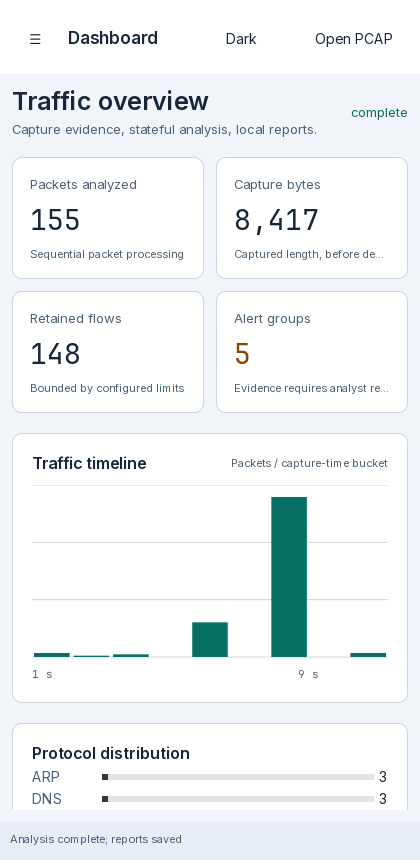 ☰ Dashboard Dark Open PCAP
Traffic overview
complete
Capture evidence, stateful analysis, local reports.
Packets analyzed
155
Sequential packet processing
Capture bytes
8,417
Captured length, before de...
Retained flows
148
Bounded by configured limits
Alert groups
5
Evidence requires analyst re...
Traffic timeline
Packets / capture-time bucket
1 s
9 s
Protocol distribution
ARP 3
DNS 3
Analysis complete; reports saved